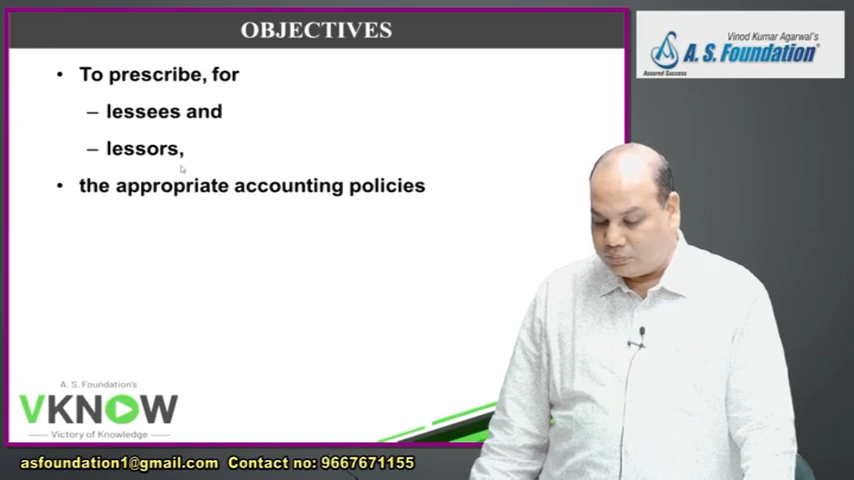 OBJECTIVES
• To prescribe, for
– lessees and
– lessors,
• the appropriate accounting policies
Vinod Kumar Agarwal's
A. S. Foundation®
Assured Success
A. S. Foundation's
VKNOW
Victory of Knowledge
asfoundation1@gmail.com Contact no: 9667671155